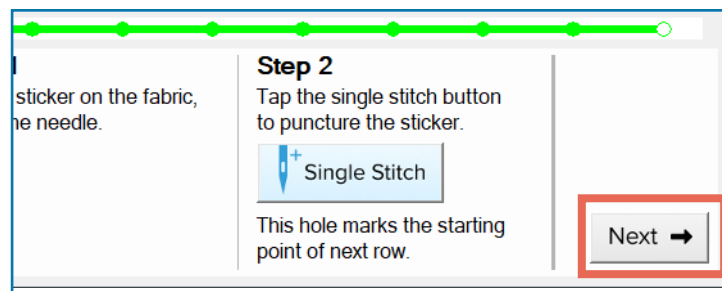 sticker on the fabric,
needle.
Step 2
Tap the single stitch button
to puncture the sticker.
Single Stitch
This hole marks the starting
point of next row.
Next →